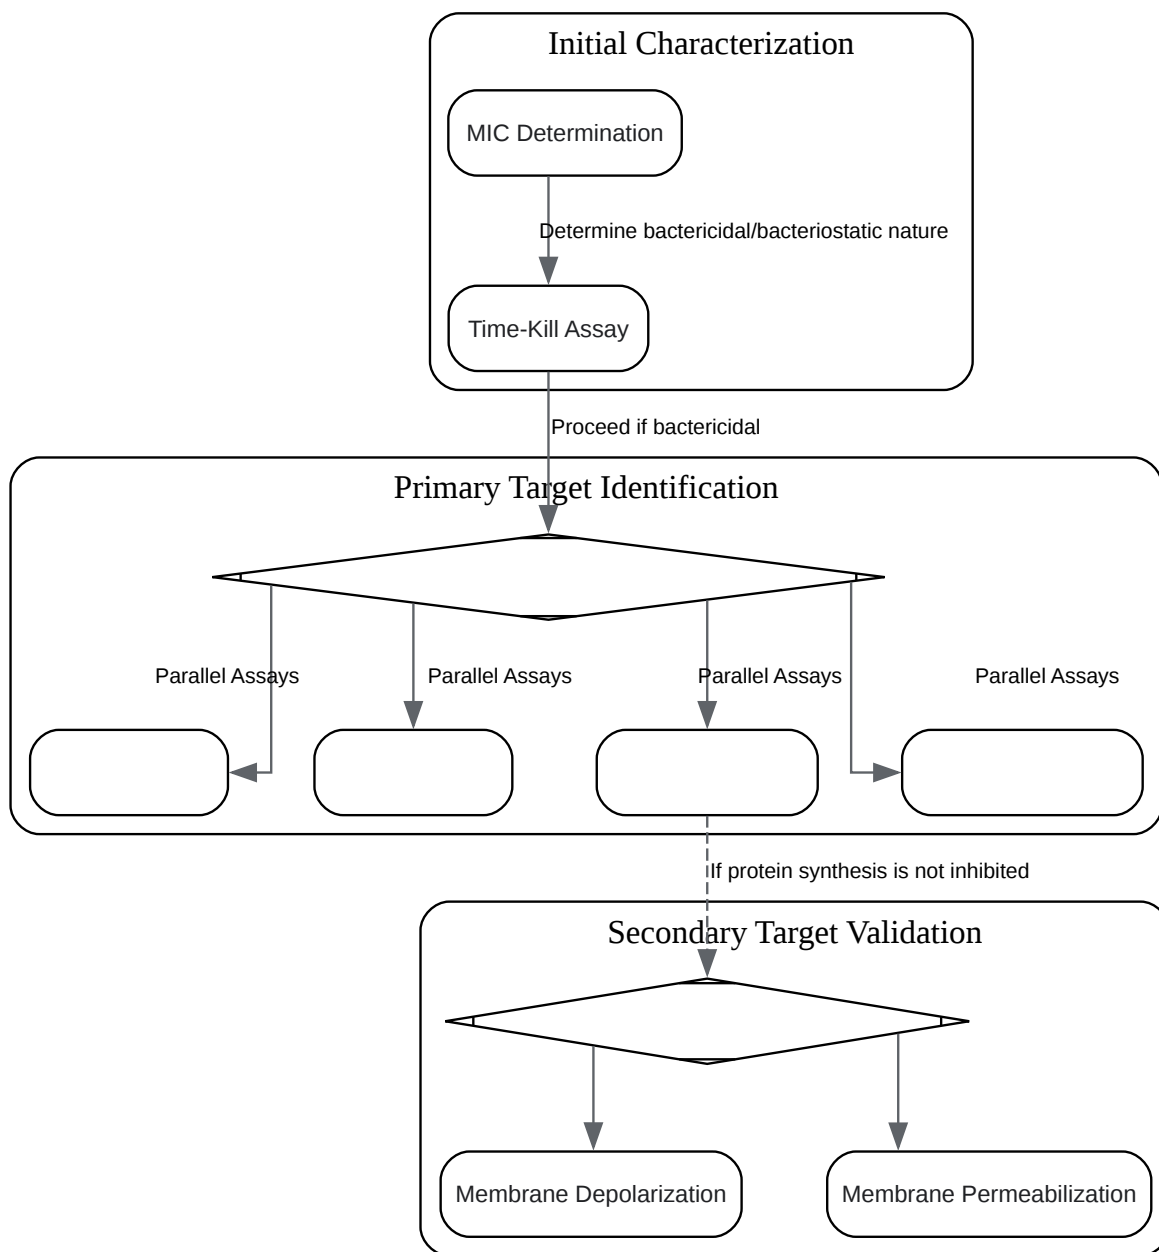 Initial Characterization
MIC Determination
Determine bactericidal/bacteriostatic nature
Time-Kill Assay
Proceed if bactericidal
Primary Target Identification
Parallel Assays
Parallel Assays
Parallel Assays
Parallel Assays
If protein synthesis is not inhibited
Secondary Target Validation
Membrane Depolarization
Membrane Permeabilization